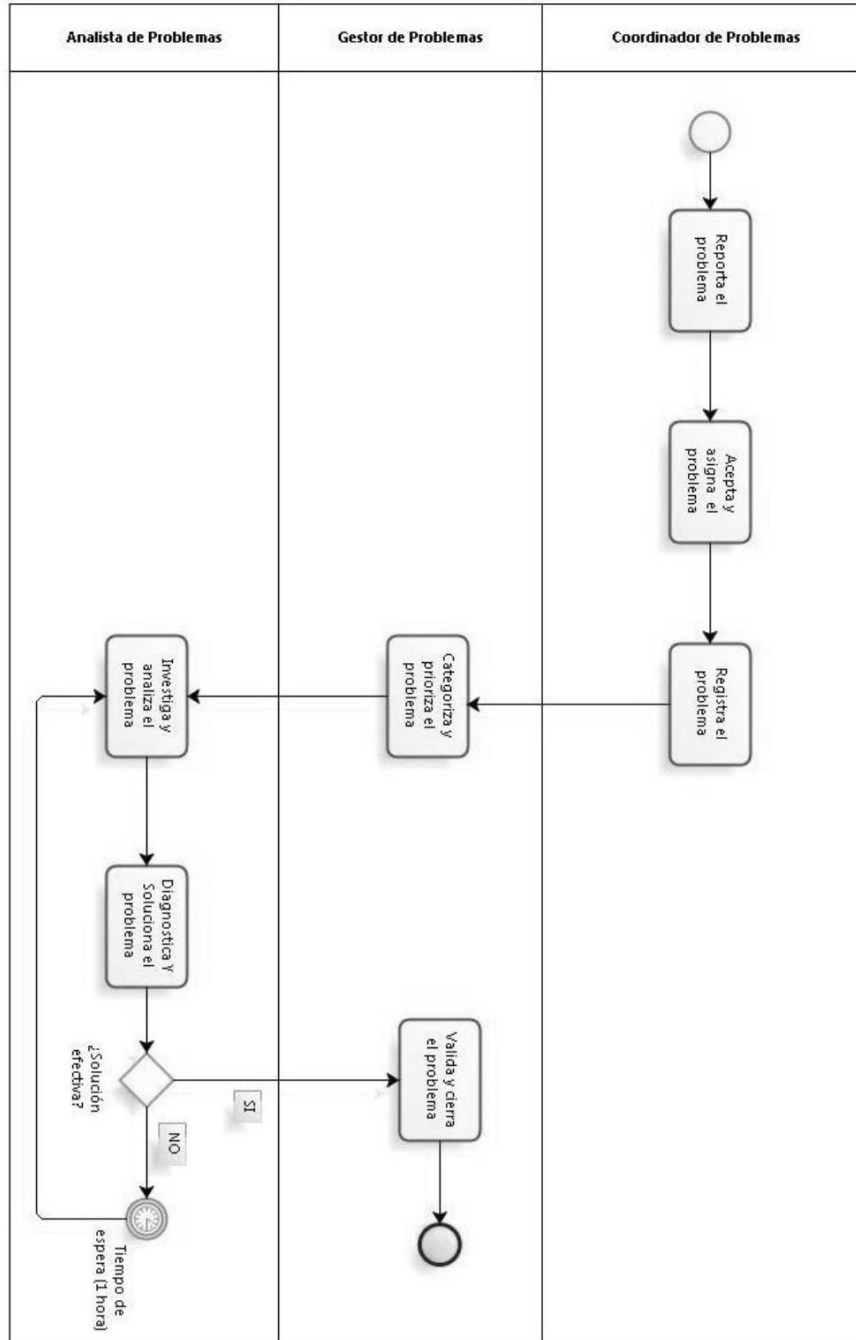 Analista de Problemas
Gestor de Problemas
Coordinador de Problemas
Reporta el
problema
Acepta y
asigna el
problema
Registra el
problema
Categoriza y
prioriza el
problema
Investiga y
analiza el
problema
Diagnostica y
Soluciona el
problema
¿Solución
efectiva?
SI
NO
Valida y cierra
el problema
Tiempo de
espera (1 hora)